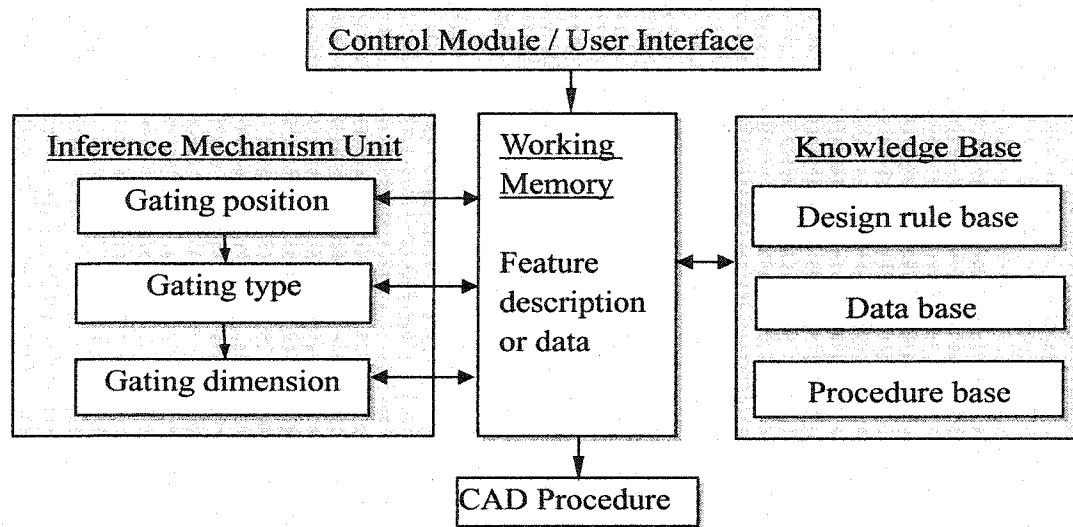 Control Module / User Interface
Inference Mechanism Unit
Gating position
Gating type
Gating dimension
Working
Memory
Feature
description
or data
Knowledge Base
Design rule base
Data base
Procedure base
CAD Procedure